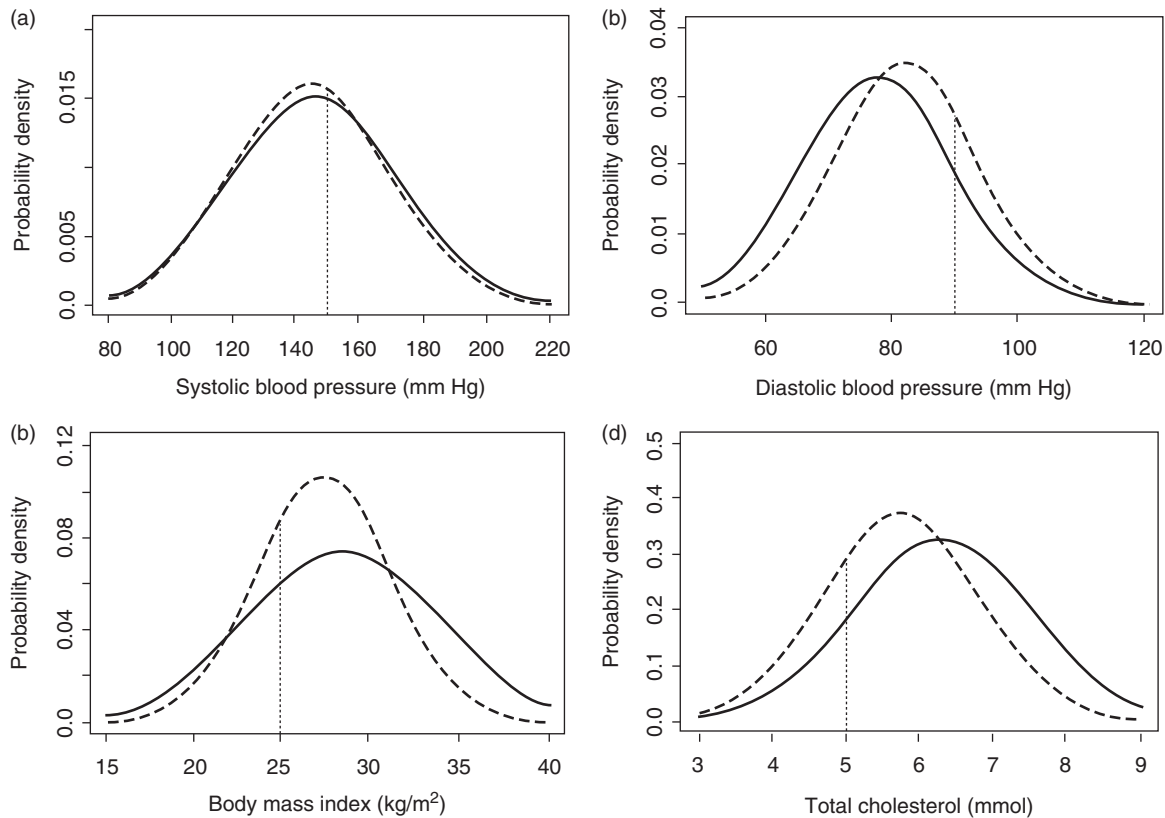 (a)
Probability density
0.015
0.005
0.0
80 100 120 140 160 180 200 220
Systolic blood pressure (mm Hg)
(b)
Probability density
0.04
0.03
0.02
0.01
0.0
60 80 100 120
Diastolic blood pressure (mm Hg)
(b)
Probability density
0.12
0.08
0.04
0.0
15 20 25 30 35 40
Body mass index (kg/m²)
(d)
Probability density
0.5
0.4
0.3
0.2
0.1
0.0
3 4 5 6 7 8 9
Total cholesterol (mmol)